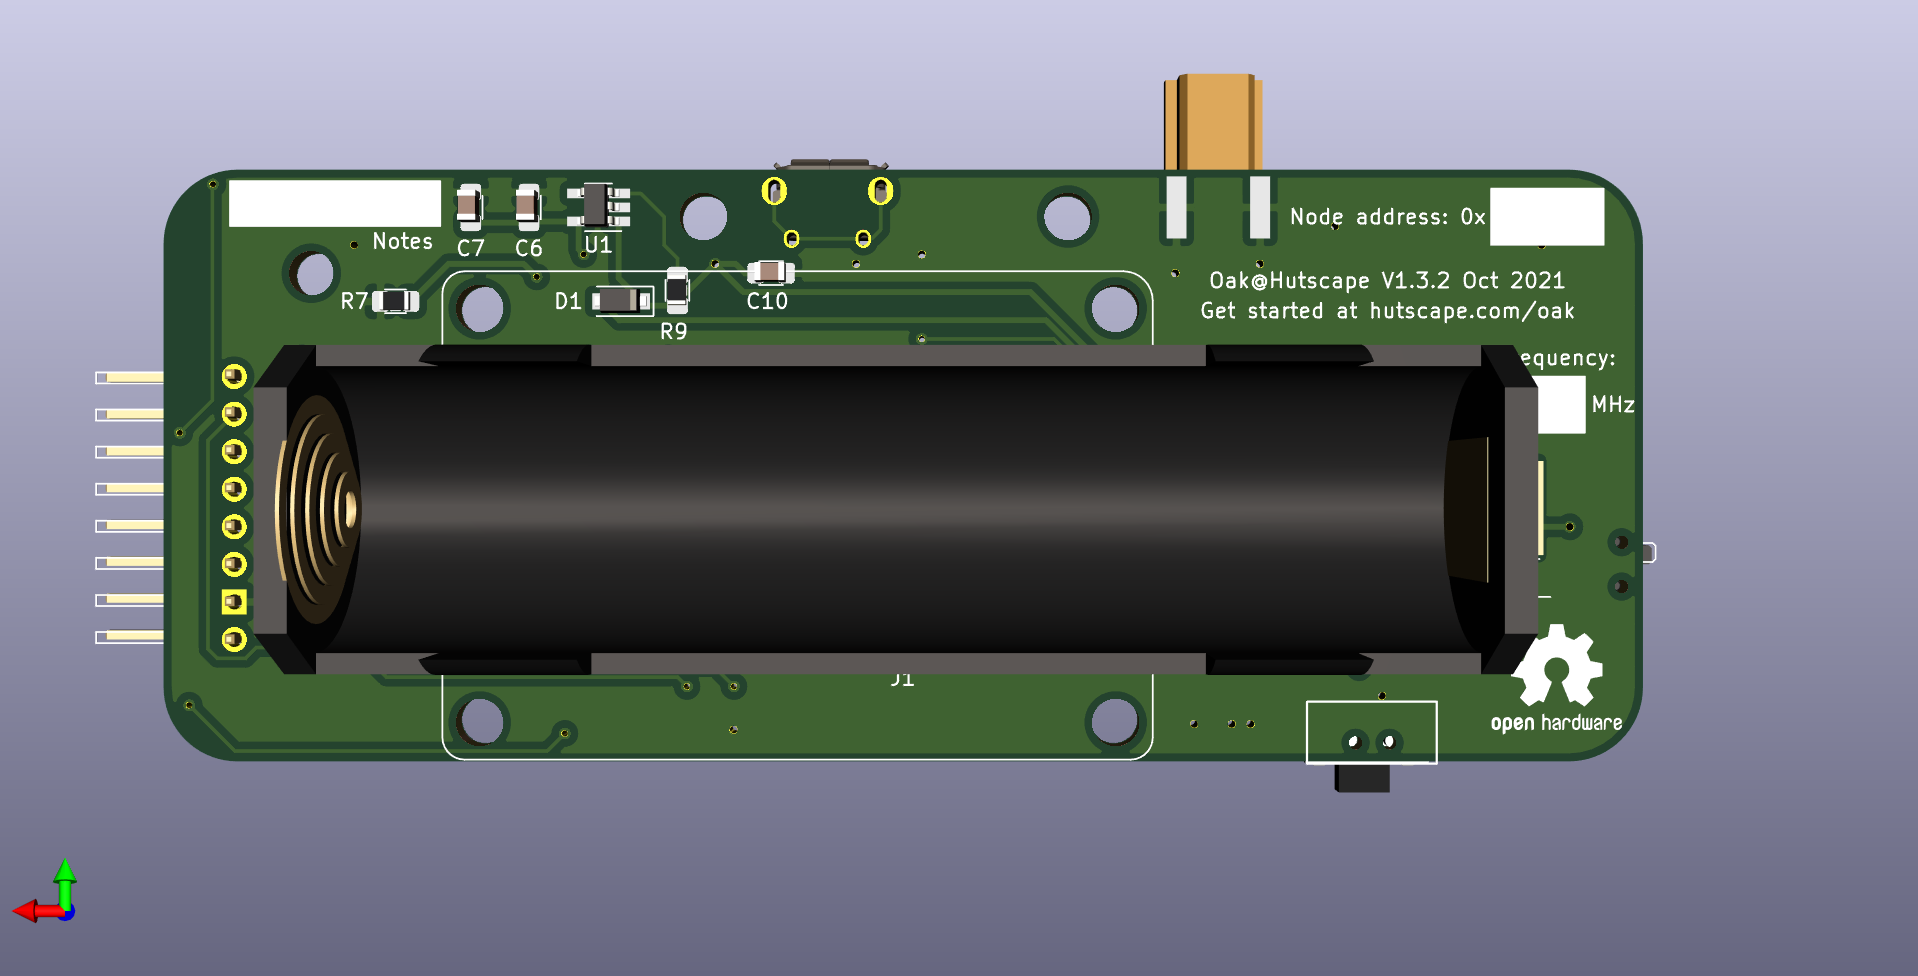 Notes
C7
C6
U1
Node address: 0x
Oak@Hutscape V1.3.2 Oct 2021
Get started at hutscape.com/oak
R7
D1
R9
C10
equency:
MHz
J1
open hardware